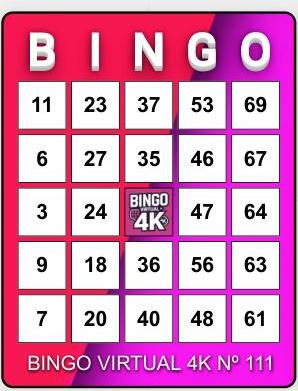 B I N G O
11 23 37 53 69
6 27 35 46 67
3 24 BINGO VIRTUAL 4K 47 64
9 18 36 56 63
7 20 40 48 61
BINGO VIRTUAL 4K Nº 111